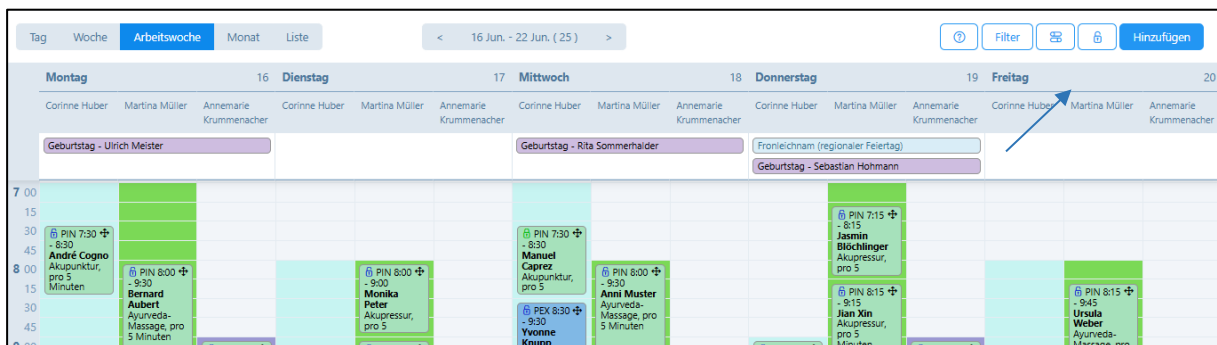 Tag Woche Arbeitswoche Monat Liste < 16 Jun. - 22 Jun. ( 25 ) > Filter Hinzufügen
Montag 16 Dienstag 17 Mittwoch 18 Donnerstag 19 Freitag 20
Corinne Huber Martina Müller Annemarie Krummenacher Corinne Huber Martina Müller Annemarie Krummenacher Corinne Huber Martina Müller Annemarie Krummenacher Corinne Huber Martina Müller Annemarie Krummenacher Corinne Huber Martina Müller Annemarie Krummenacher
Geburtstag - Ulrich Meister
Geburtstag - Rita Sommerhalder
Fronleichnam (regionaler Feiertag)
Geburtstag - Sebastian Hohmann
7 00
15
30
45
8 00
15
30
45
PIN 7:30
- 8:30
André Cogno
Akupunktur,
pro 5
Minuten
PIN 8:00
- 9:30
Bernard
Aubert
Ayurveda-
Massage, pro
5 Minuten
PIN 8:00
- 9:00
Monika
Peter
Akupressur,
pro 5
PIN 7:30
- 8:30
Manuel
Caprez
Akupunktur,
pro 5
PEX 8:30
- 9:30
Yvonne
Knupp
PIN 8:00
- 9:30
Anni Muster
Ayurveda-
Massage, pro
5 Minuten
PIN 7:15
- 8:15
Jasmin
Blöchlinger
Akupressur,
pro 5
PIN 8:15
- 9:15
Jian Xin
Akupressur,
pro 5
Minuten
PIN 8:15
- 9:45
Ursula
Weber
Ayurveda-
Massage, pro